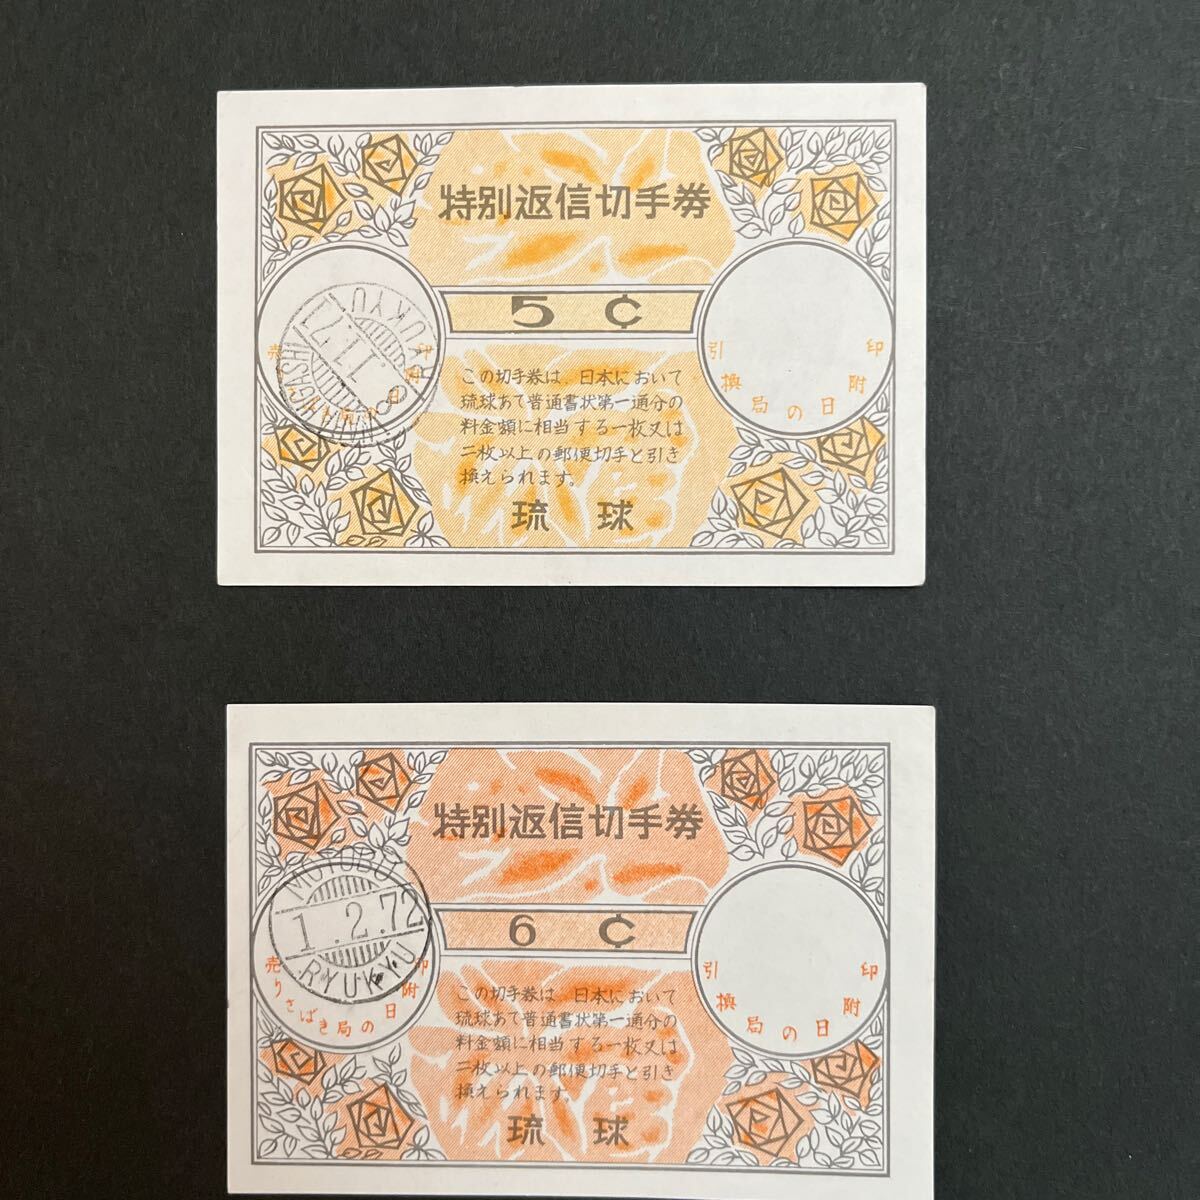 特別返信切手券
5 ¢
RYUKYU
売
印
附
日
引換局の日附印
この切手券は、日本において
琉球あて普通書状第一通分の
料金額に相当する一枚又は
二枚以上の郵便切手と引き
換えられます。
琉 球
特別返信切手券
MOTOBU
1.2.72
RYUKYU
6 ¢
売りさばき局の日附印
引換局の日附印
この切手券は、日本において
琉球あて普通書状第一通分の
料金額に相当する一枚又は
二枚以上の郵便切手と引き
換えられます。
琉 球